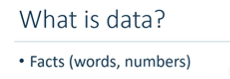 What is data?
• Facts (words, numbers)